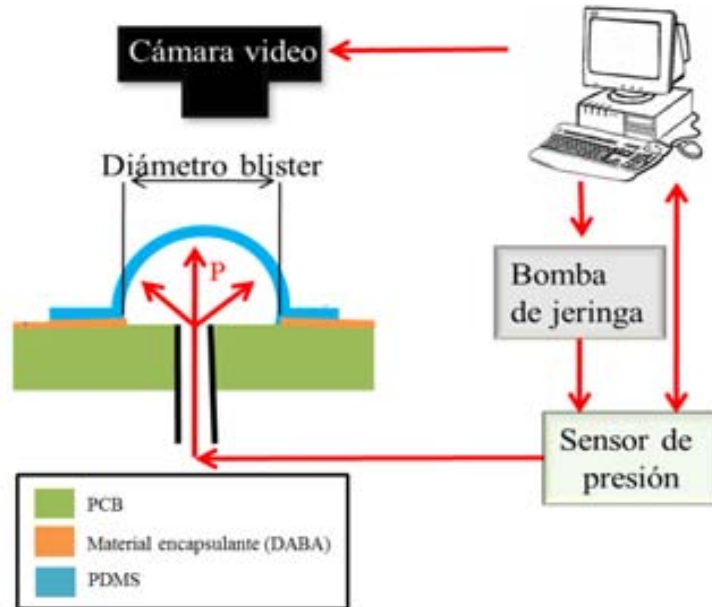 Cámara video
Diámetro blister
P
Bomba
de jeringa
Sensor de
presión
PCB
Material encapsulante (DABA)
PDMS